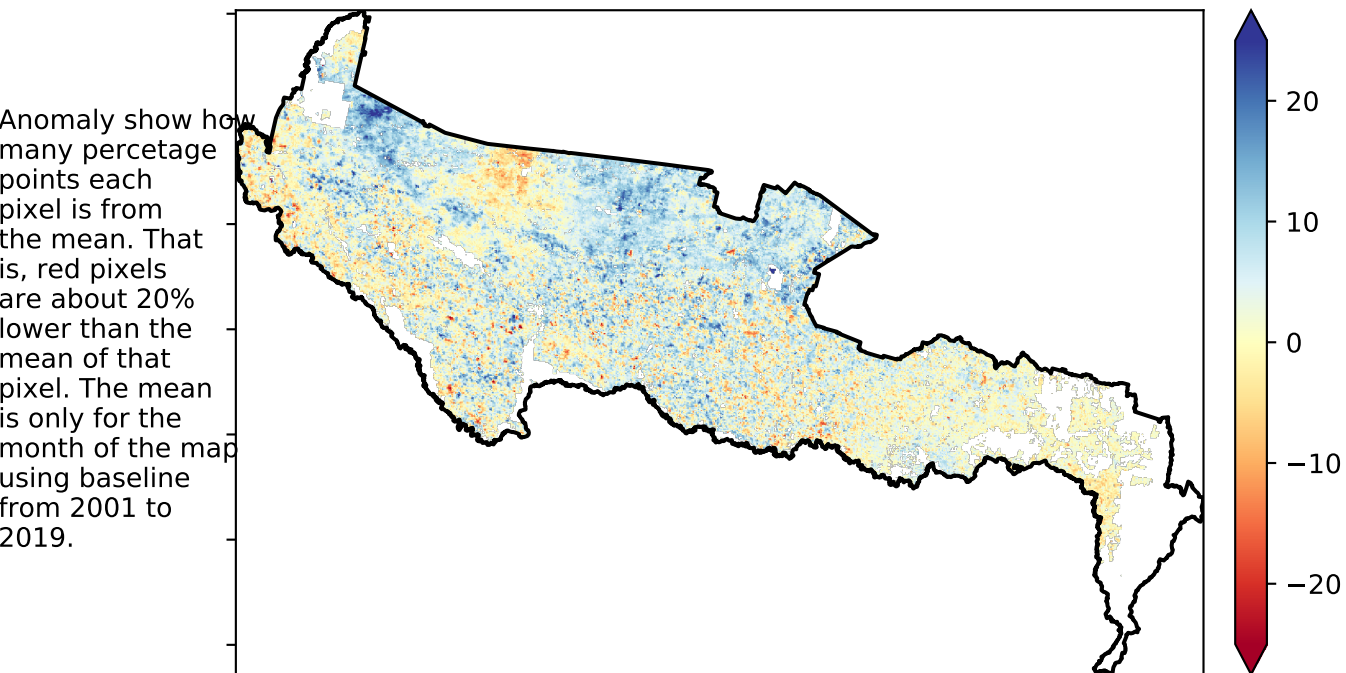 Anomaly show how
many percetage
points each
pixel is from
the mean. That
is, red pixels
are about 20%
lower than the
mean of that
pixel. The mean
is only for the
month of the map
using baseline
from 2001 to
2019.
20
10
0
−10
−20